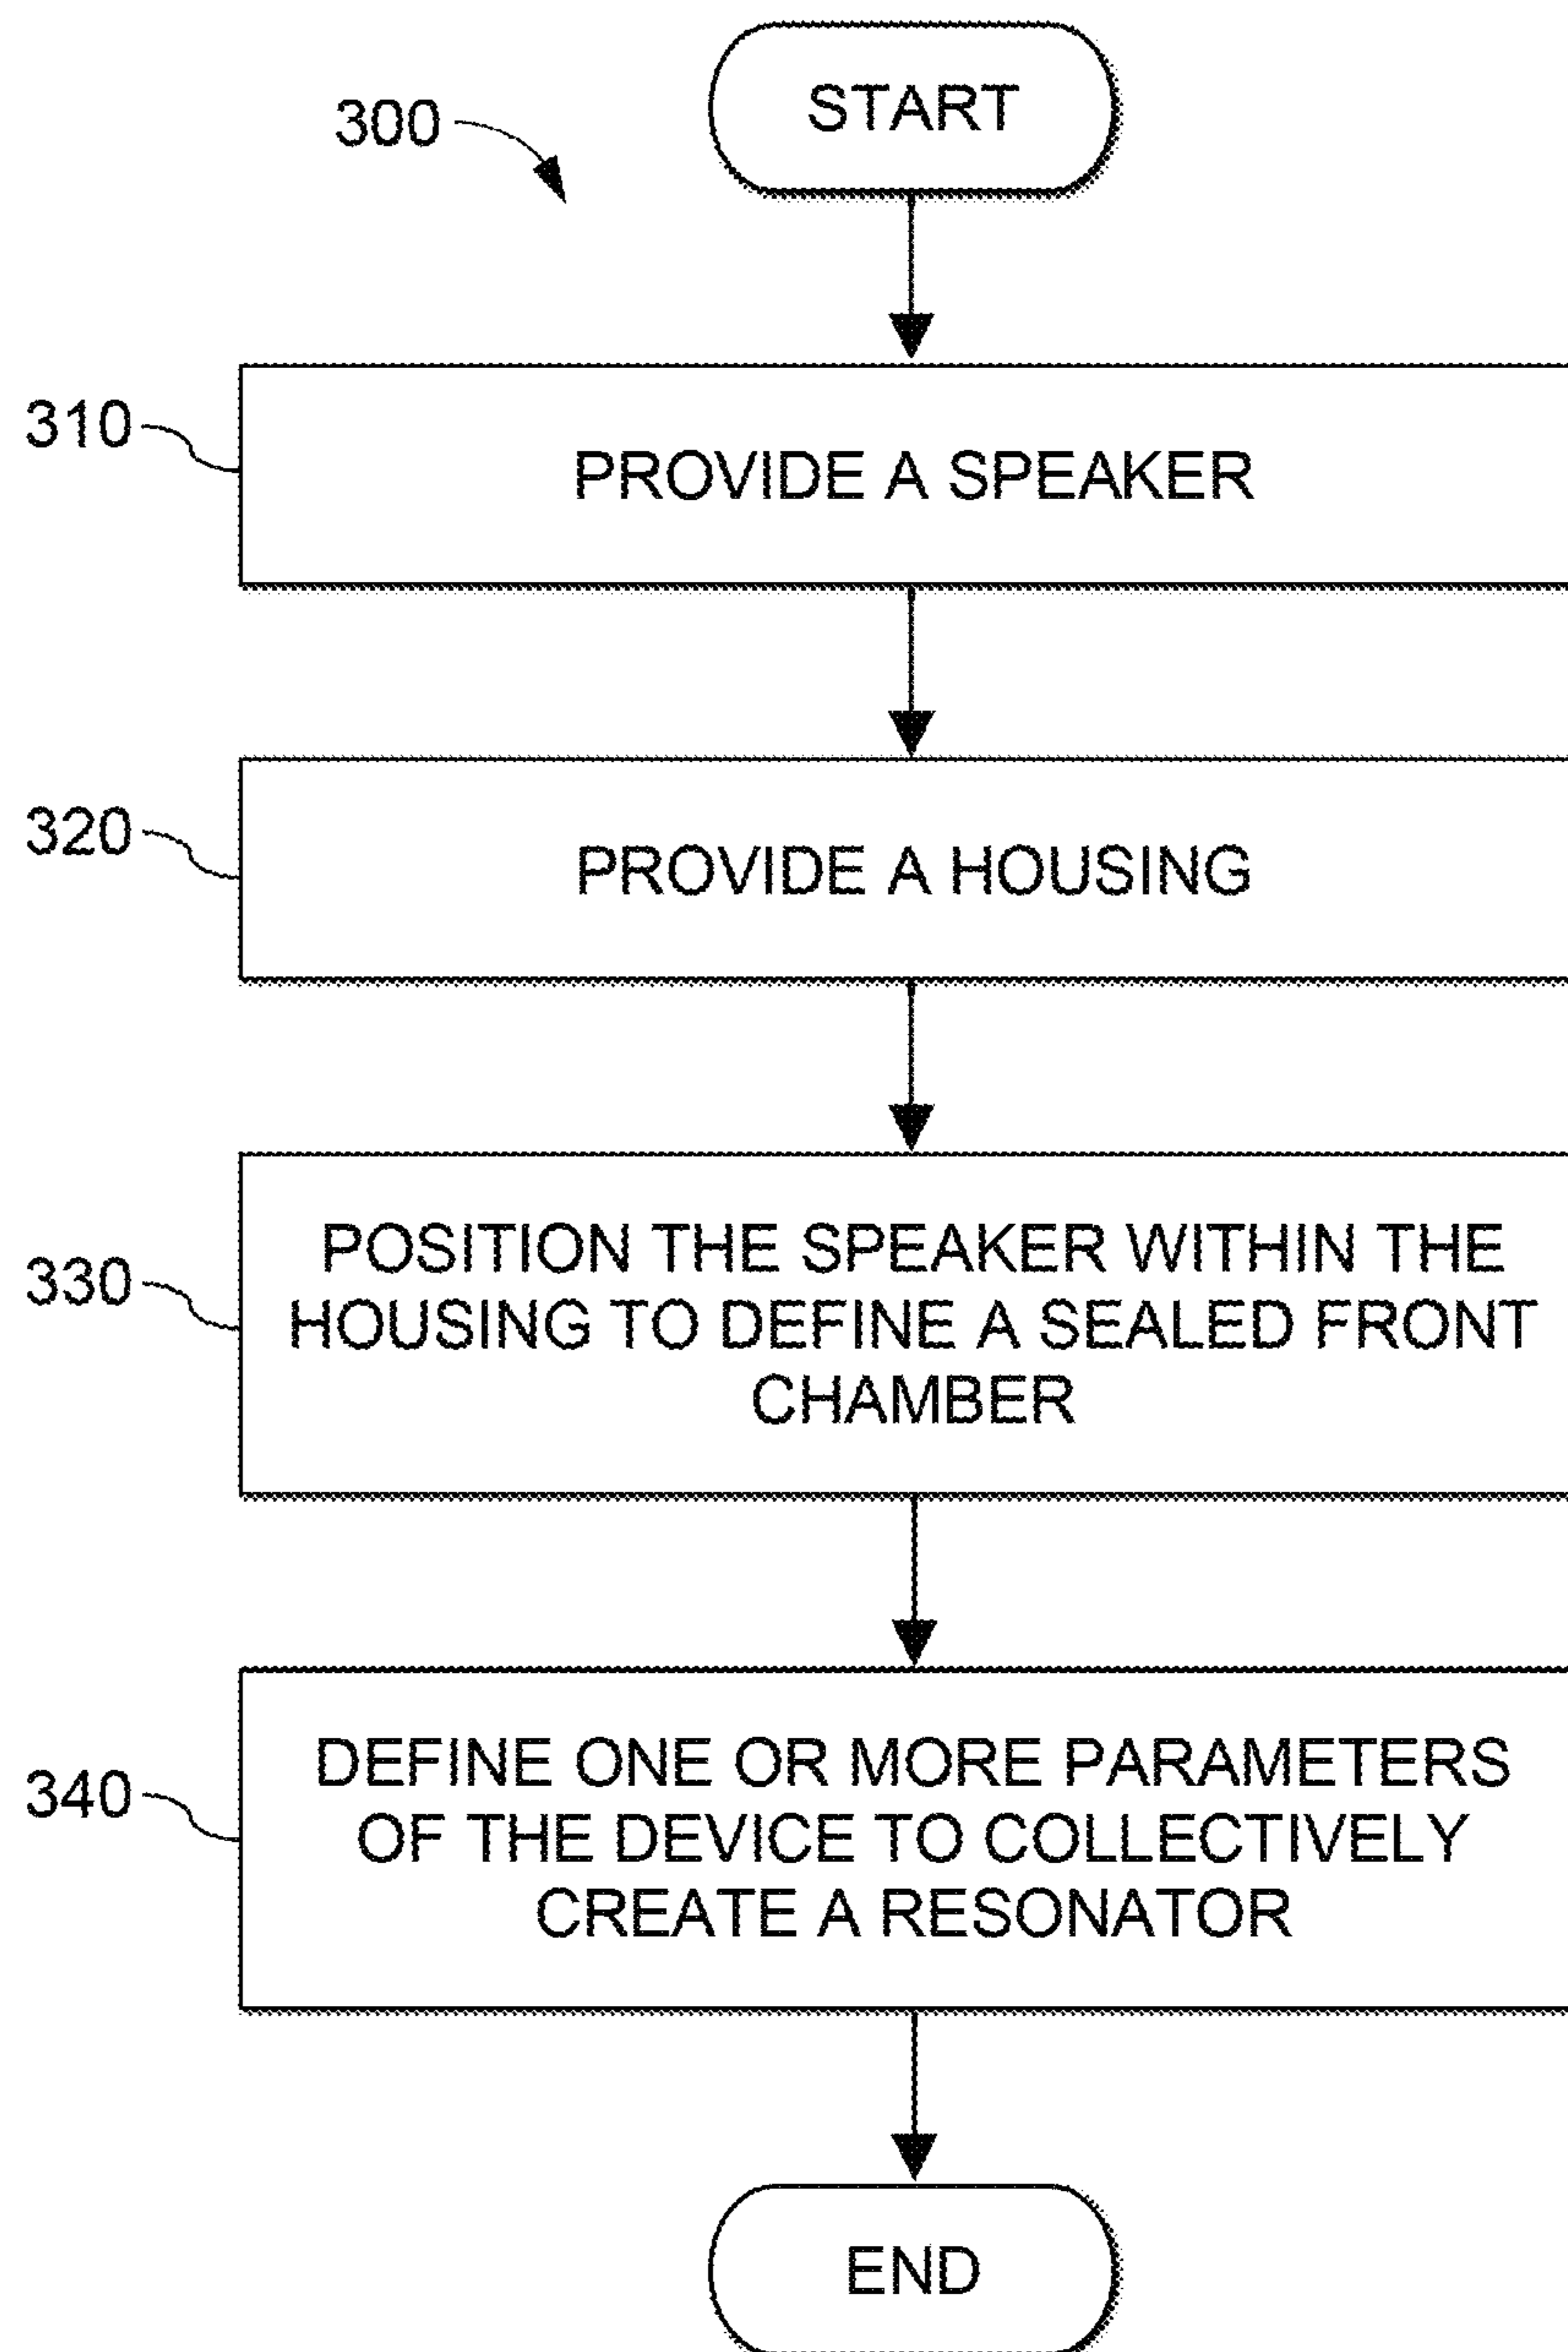 300
START
310
PROVIDE A SPEAKER
320
PROVIDE A HOUSING
330
POSITION THE SPEAKER WITHIN THE
HOUSING TO DEFINE A SEALED FRONT
CHAMBER
340
DEFINE ONE OR MORE PARAMETERS
OF THE DEVICE TO COLLECTIVELY
CREATE A RESONATOR
END